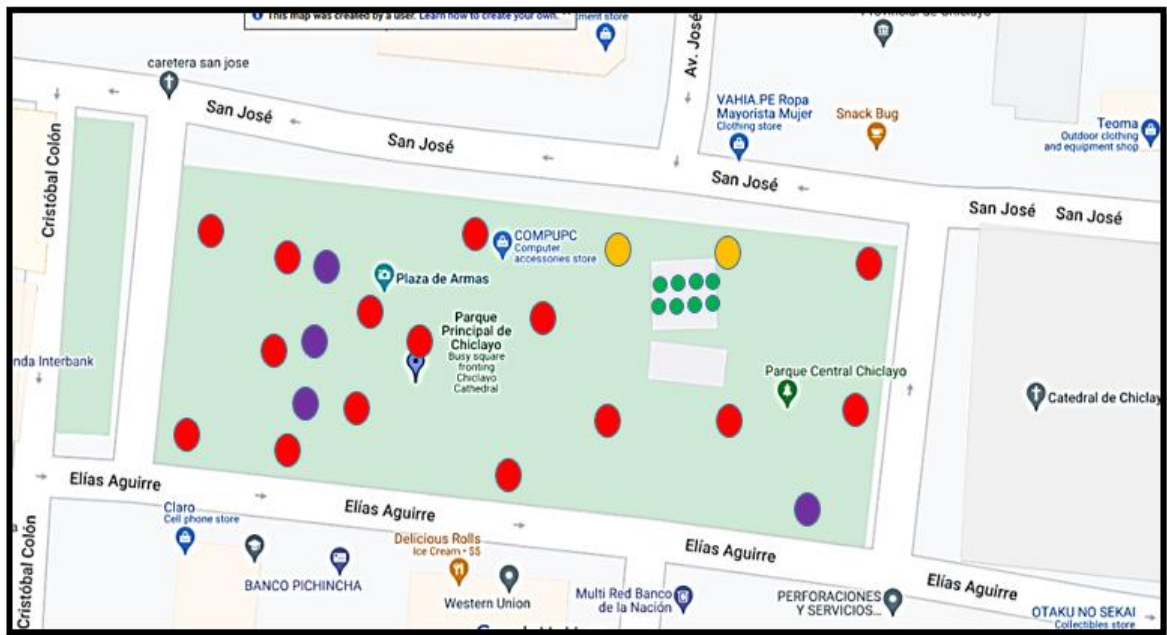 This map was created by a user. Learn how to create your own.
ment store
Provincial de Chiclayo
Av. José
caretera san jose
San José
San José
VAHIA.PE Ropa
Mayorista Mujer
Clothing store
Snack Bug
Teoma
Outdoor clothing
and equipment shop
San José
San José
San José
Cristóbal Colón
COMPUPC
Computer
accessories store
Plaza de Armas
Parque
Principal de
Chiclayo
Busy square
fronting
Chiclayo
Cathedral
nda Interbank
Parque Central Chiclayo
Catedral de Chiclay
Elías Aguirre
Elías Aguirre
Claro
Cell phone store
Cristóbal Colón
BANCO PICHINCHA
Delicious Rolls
Ice Cream • $$
Western Union
Elías Aguirre
Multi Red Banco
de la Nación
PERFORACIONES
Y SERVICIOS...
Elías Aguirre
OTAKU NO SEKAI
Collectibles store